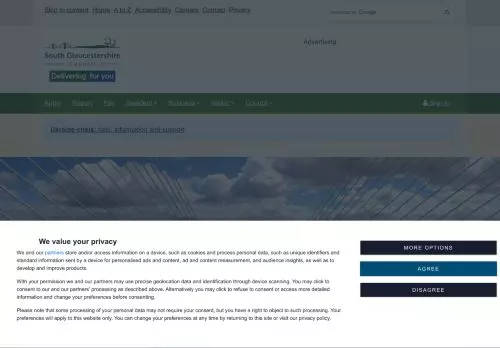 Skip to content Home A to Z Accessibility Careers Contact Privacy
Google
Advertising
South Gloucestershire
Council
Delivering for you
Apply Report Pay Resident Business Visitor Council Sign in
Ukraine crisis: help, information and support
We value your privacy
We and our partners store and/or access information on a device, such as cookies and process personal data, such as unique identifiers and
standard information sent by a device for personalised ads and content, ad and content measurement, and audience insights, as well as to
develop and improve products.
With your permission we and our partners may use precise geolocation data and identification through device scanning. You may click to
consent to our and our partners' processing as described above. Alternatively you may click to refuse to consent or access more detailed
information and change your preferences before consenting.
Please note that some processing of your personal data may not require your consent, but you have a right to object to such processing. Your
preferences will apply to this website only. You can change your preferences at any time by returning to this site or visit our privacy policy.
MORE OPTIONS
AGREE
DISAGREE